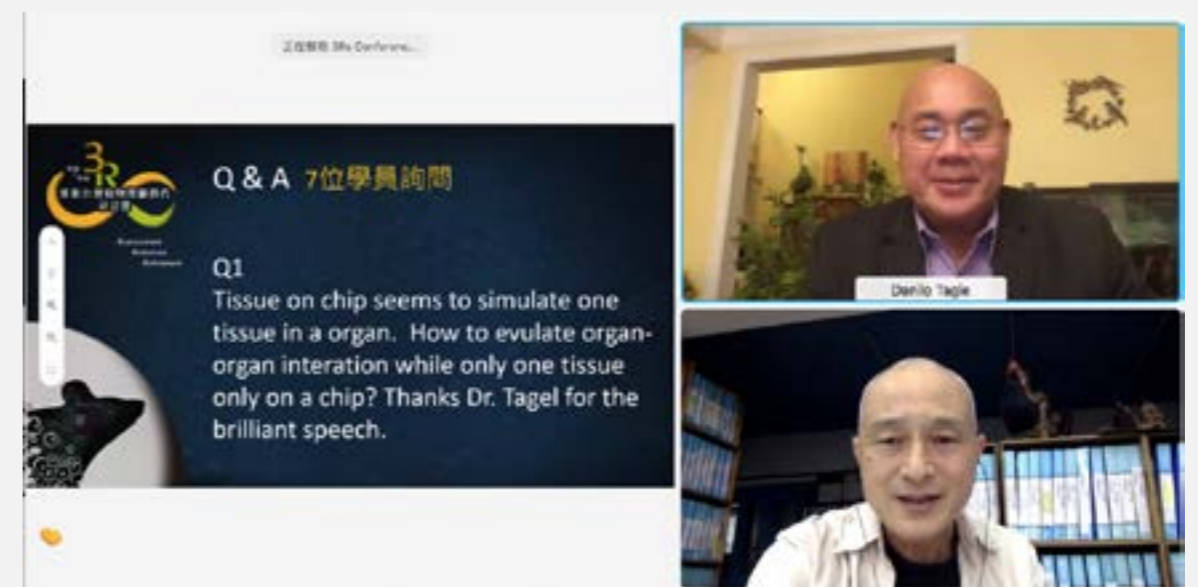 Q & A 7位學員詢問
Q1
Tissue on chip seems to simulate one
tissue in a organ. How to evulate organ-
organ interation while only one tissue
only on a chip? Thanks Dr. Tagel for the
brilliant speech.
3R
Danilo Tagle